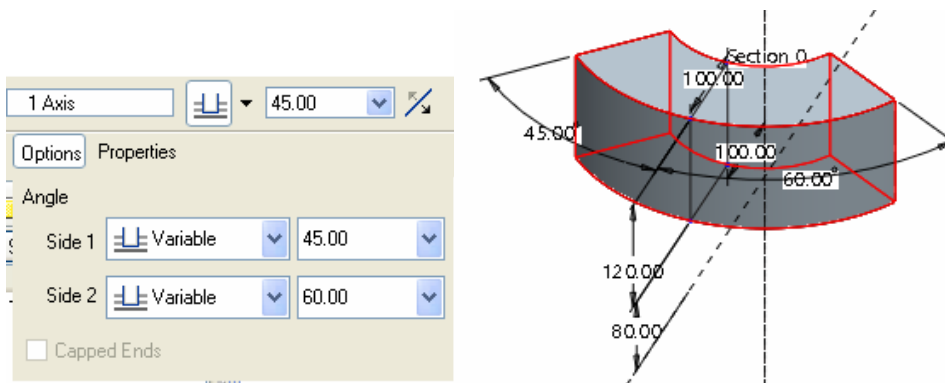 1 Axis 45.00
Options Properties
Angle
Side 1 Variable 45.00
Side 2 Variable 60.00
Capped Ends
Section 0
100.00
45.00°
100.00
60.00°
120.00
80.00